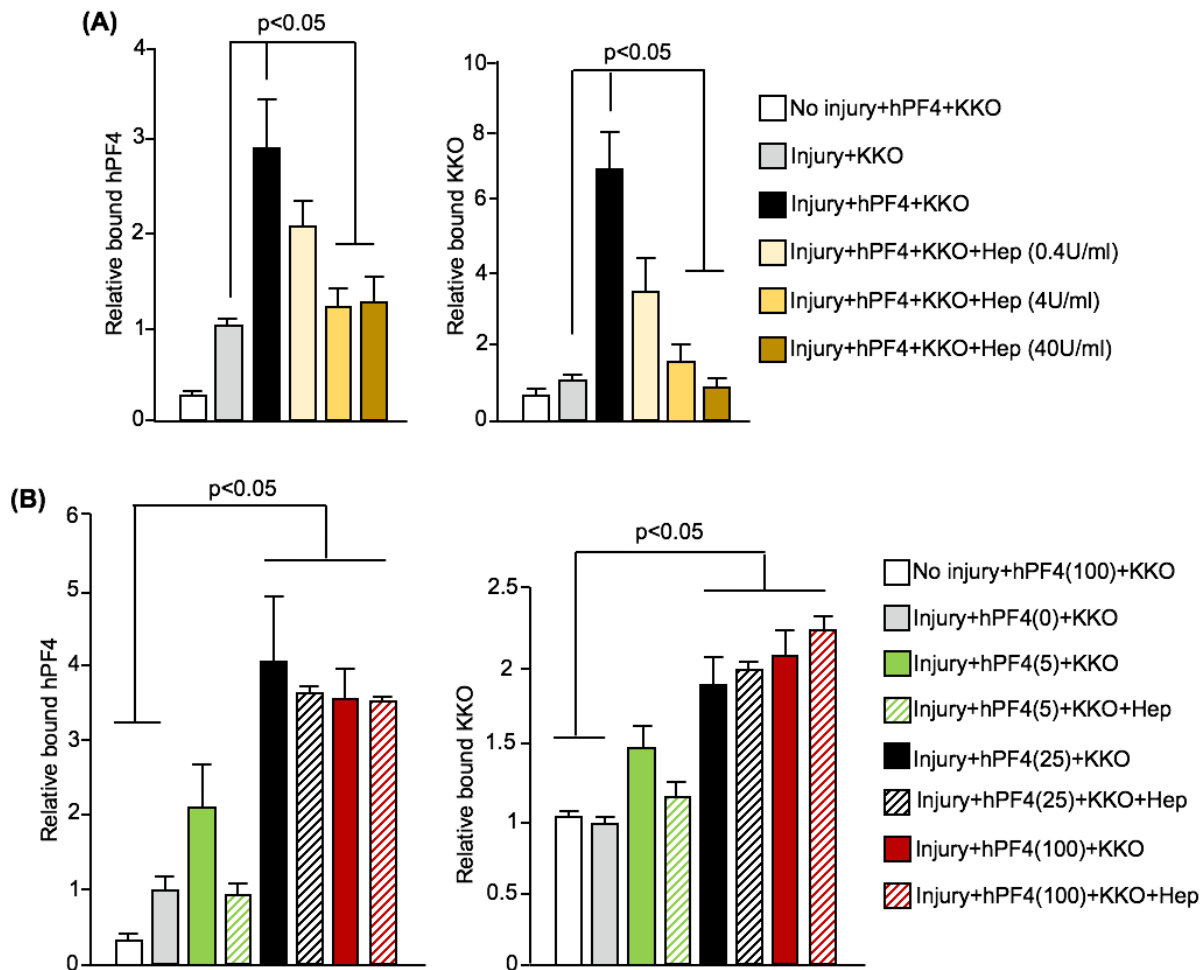 (A)
p<0.05
4
3
2
1
0
Relative bound hPF4
p<0.05
10
8
6
4
2
0
Relative bound KKO
No injury+hPF4+KKO
Injury+KKO
Injury+hPF4+KKO
Injury+hPF4+KKO+Hep (0.4U/ml)
Injury+hPF4+KKO+Hep (4U/ml)
Injury+hPF4+KKO+Hep (40U/ml)
(B)
p<0.05
6
5
4
3
2
1
0
Relative bound hPF4
p<0.05
2.5
2
1.5
1
0.5
0
Relative bound KKO
No injury+hPF4(100)+KKO
Injury+hPF4(0)+KKO
Injury+hPF4(5)+KKO
Injury+hPF4(5)+KKO+Hep
Injury+hPF4(25)+KKO
Injury+hPF4(25)+KKO+Hep
Injury+hPF4(100)+KKO
Injury+hPF4(100)+KKO+Hep